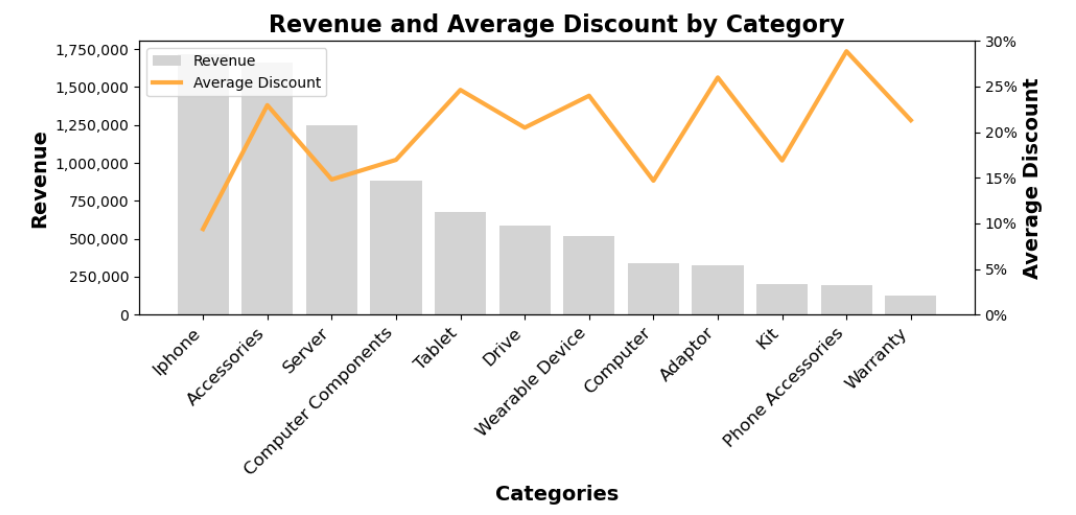 Revenue and Average Discount by Category
Revenue
Average Discount
1,750,000
1,500,000
1,250,000
1,000,000
750,000
500,000
250,000
0
Revenue
30%
25%
20%
15%
10%
5%
0%
Average Discount
Iphone
Accessories
Server
Computer Components
Tablet
Drive
Wearable Device
Computer
Adaptor
Kit
Phone Accessories
Warranty
Categories